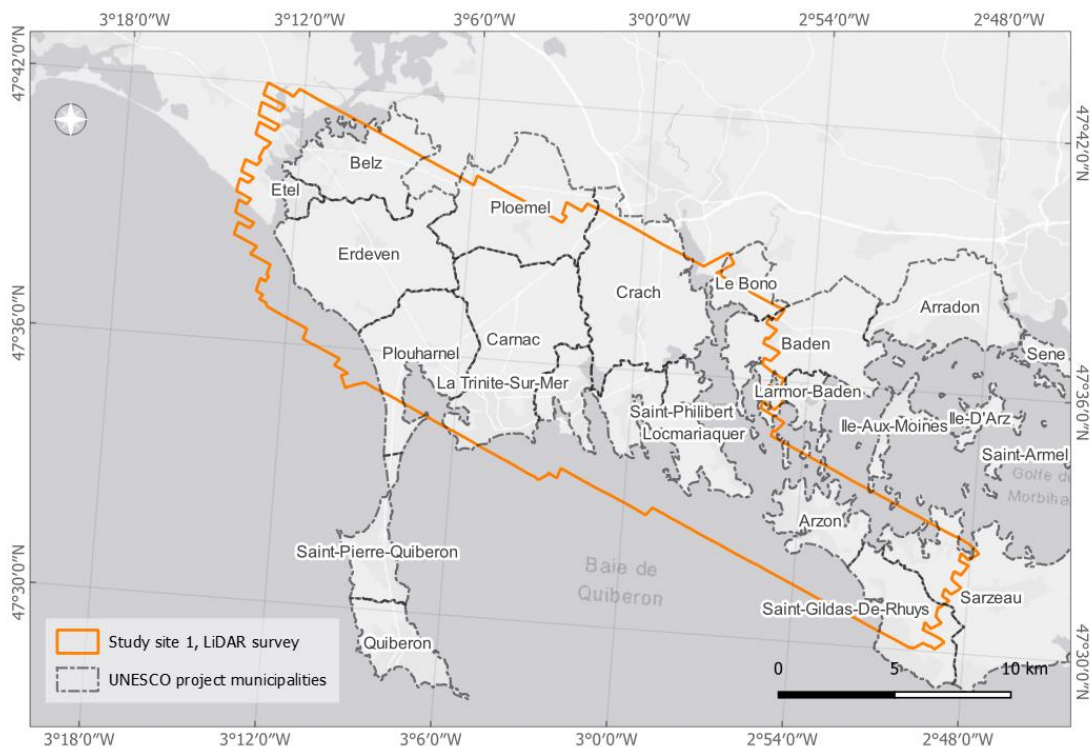 3°18'0"W 3°12'0"W 3°6'0"W 3°0'0"W 2°54'0"W 2°48'0"W
47°42'0"N
47°42'0"N
Belz
Etel
Ploemel
Erdeven
Le Bono
Crach
Arradon
47°36'0"N
Carnac
Baden
Plouharnel
Sene
La Trinite-Sur-Mer
Larmor-Baden
47°36'0"N
Saint-Philibert
Ile-Aux-Moines
Ile-D'Arz
Locmariaquer
Saint-Armel
Golfe du
Morbiha
Arzon
Saint-Pierre-Quiberon
Baie de
Quiberon
47°30'0"N
Sarzeau
Saint-Gildas-De-Rhuys
Study site 1, LiDAR survey
Quiberon
UNESCO project municipalities
0 5 10 km
47°30'0"N
3°18'0"W 3°12'0"W 3°6'0"W 3°0'0"W 2°54'0"W 2°48'0"W